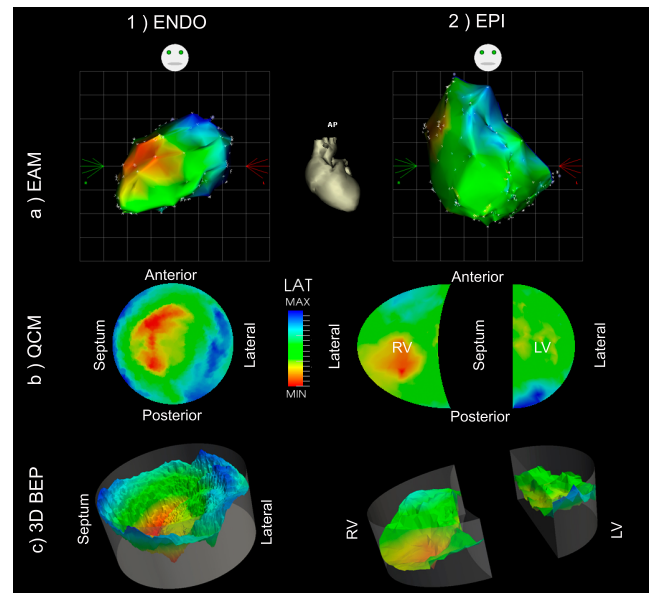 1 ) ENDO
2 ) EPI
a ) EAM
AP
Anterior
Anterior
b ) QCM
Septum
Lateral
LAT
MAX
MIN
Lateral
RV
Septum
LV
Lateral
Posterior
Posterior
c) 3D BEP
Septum
Lateral
RV
LV